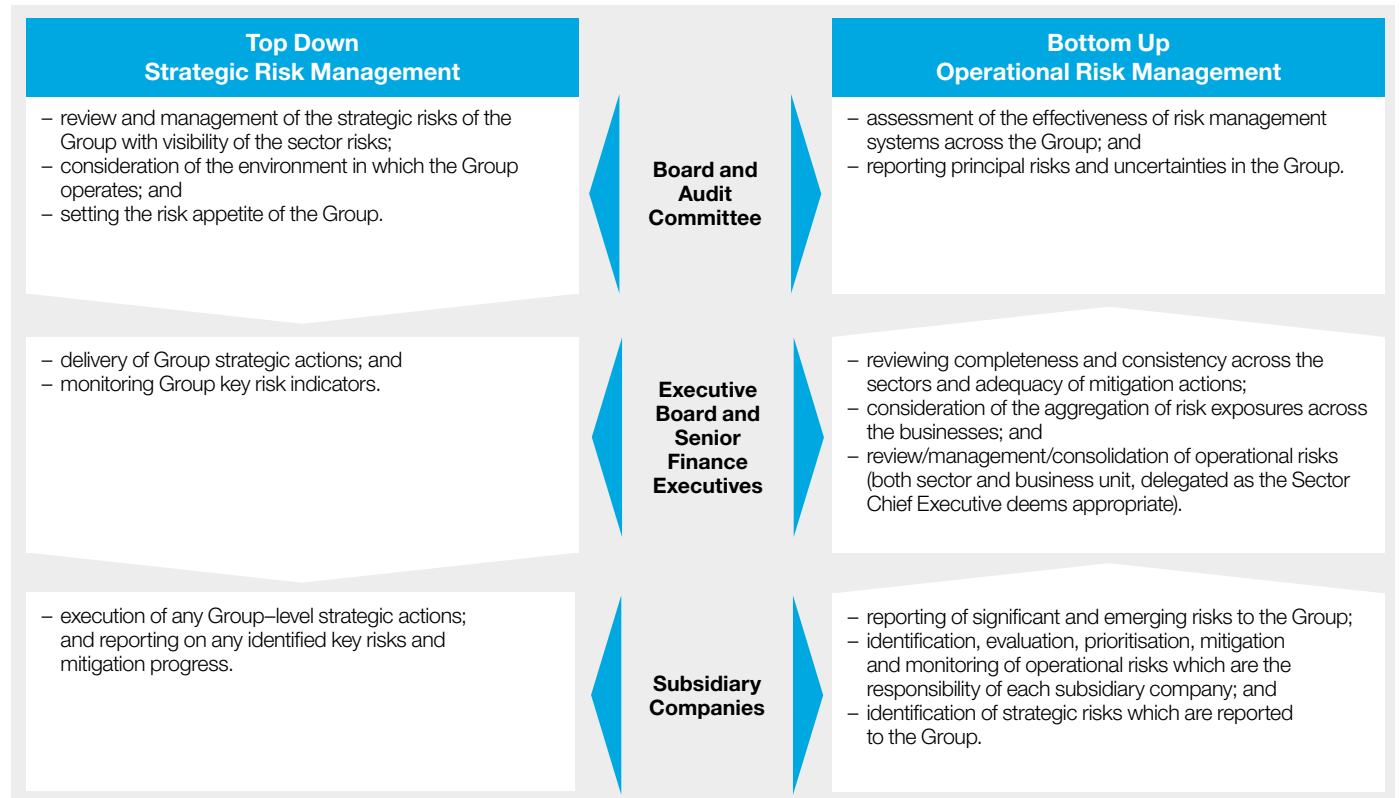 Top Down
Strategic Risk Management
– review and management of the strategic risks of the
Group with visibility of the sector risks;
– consideration of the environment in which the Group
operates; and
– setting the risk appetite of the Group.
Board and
Audit
Committee
Bottom Up
Operational Risk Management
– assessment of the effectiveness of risk management
systems across the Group; and
– reporting principal risks and uncertainties in the Group.
– delivery of Group strategic actions; and
– monitoring Group key risk indicators.
Executive
Board and
Senior
Finance
Executives
– reviewing completeness and consistency across the
sectors and adequacy of mitigation actions;
– consideration of the aggregation of risk exposures across
the businesses; and
– review/management/consolidation of operational risks
(both sector and business unit, delegated as the Sector
Chief Executive deems appropriate).
– execution of any Group–level strategic actions;
and reporting on any identified key risks and
mitigation progress.
Subsidiary
Companies
– reporting of significant and emerging risks to the Group;
– identification, evaluation, prioritisation, mitigation
and monitoring of operational risks which are the
responsibility of each subsidiary company; and
– identification of strategic risks which are reported
to the Group.